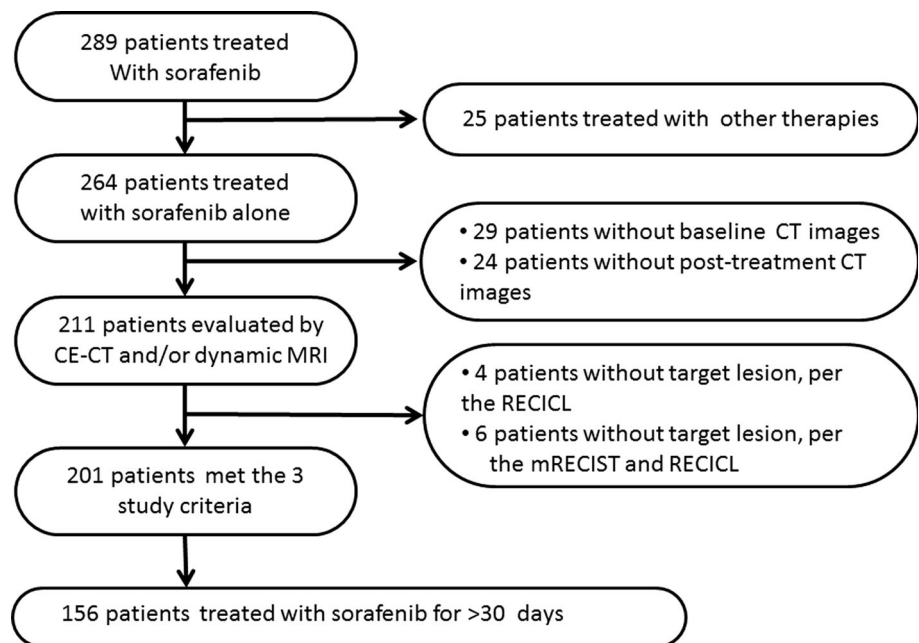 289 patients treated
With sorafenib
25 patients treated with other therapies
264 patients treated
with sorafenib alone
• 29 patients without baseline CT images
• 24 patients without post-treatment CT
images
211 patients evaluated by
CE-CT and/or dynamic MRI
• 4 patients without target lesion, per
the RECICL
• 6 patients without target lesion, per
the mRECIST and RECICL
201 patients met the 3
study criteria
156 patients treated with sorafenib for >30 days